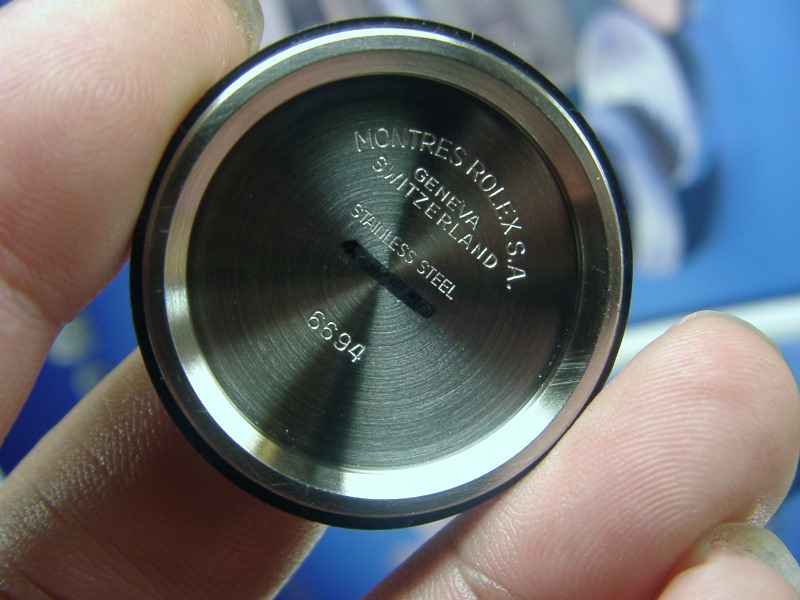 MONTRES ROLEX S.A.
GENEVA
SWITZERLAND
STAINLESS STEEL
6694